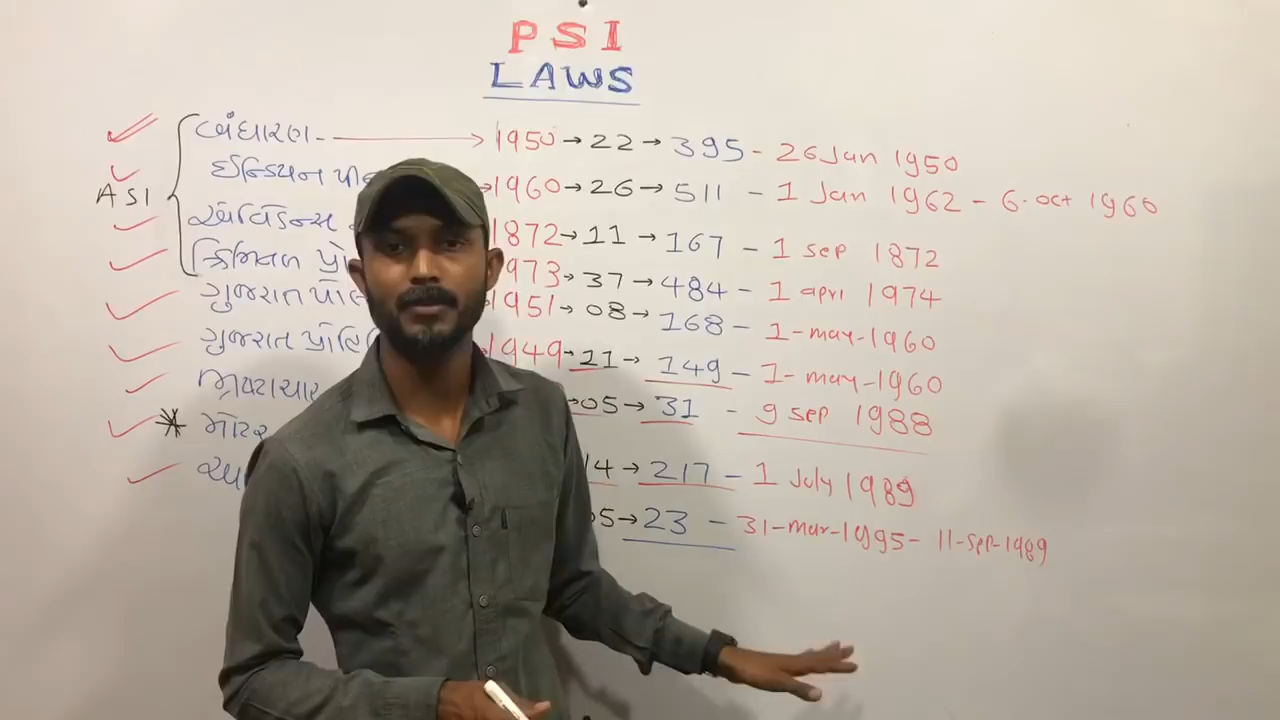 PSI
LAWS
બંધારણ - → 1950 → 22 → 395 - 26 Jan 1950
ઈન્ડિયન → 1960 → 26 → 511 - 1 Jan 1962 - 6. oct 1960
ASI
એવિડન્સ 1872 → 11 → 167 - 1 sep 1872
ક્રિમિનલ 973 → 37 → 484 - 1 apri 1974
ગુજરાત 1951 → 08 → 168 - 1-may-1960
ગુજરાત 1949 → 11 → 149 - 1-may-1960
ભ્રષ્ટાચાર → 05 → 31 - 9 sep 1988
મોટર 14 → 217 - 1 July 1989
05 → 23 - 31-mar-1995 - 11-sep-1989